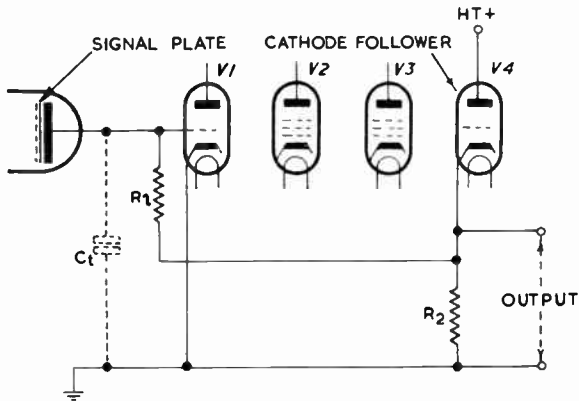 HT+
SIGNAL PLATE
CATHODE FOLLOWER
V1
V2
V3
V4
R1
Ct
R2
OUTPUT